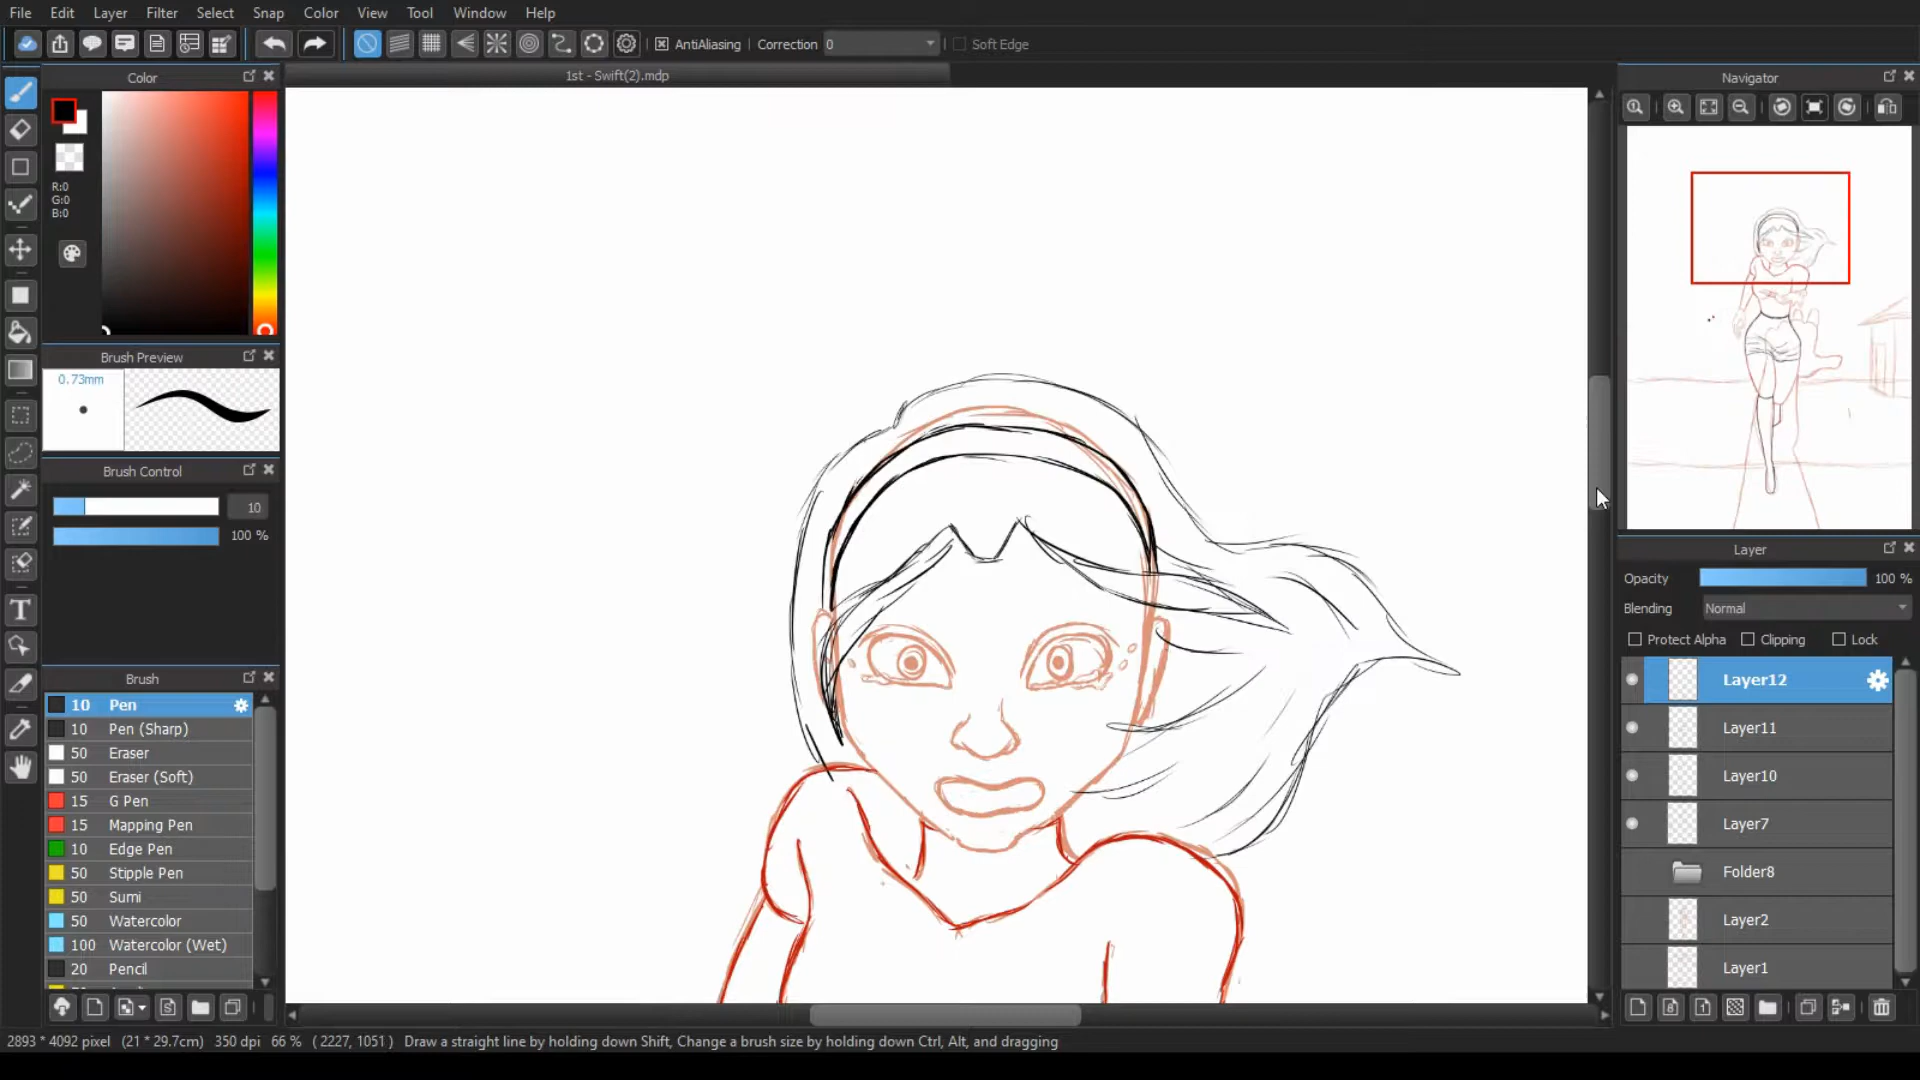 File Edit Layer Filter Select Snap Color View Tool Window Help
AntiAliasing Correction 0 Soft Edge
Color
1st - Swift(2).mdp
Navigator
R:0
G:0
B:0
Brush Preview
0.73mm
Brush Control
10
100 %
Brush
10 Pen
10 Pen (Sharp)
50 Eraser
50 Eraser (Soft)
15 G Pen
15 Mapping Pen
10 Edge Pen
50 Stipple Pen
50 Sumi
50 Watercolor
100 Watercolor (Wet)
20 Pencil
Layer
Opacity 100 %
Blending Normal
Protect Alpha Clipping Lock
Layer12
Layer11
Layer10
Layer7
Folder8
Layer2
Layer1
2893 * 4092 pixel (21 * 29.7cm) 350 dpi 66 % ( 2227, 1051 ) Draw a straight line by holding down Shift, Change a brush size by holding down Ctrl, Alt, and dragging